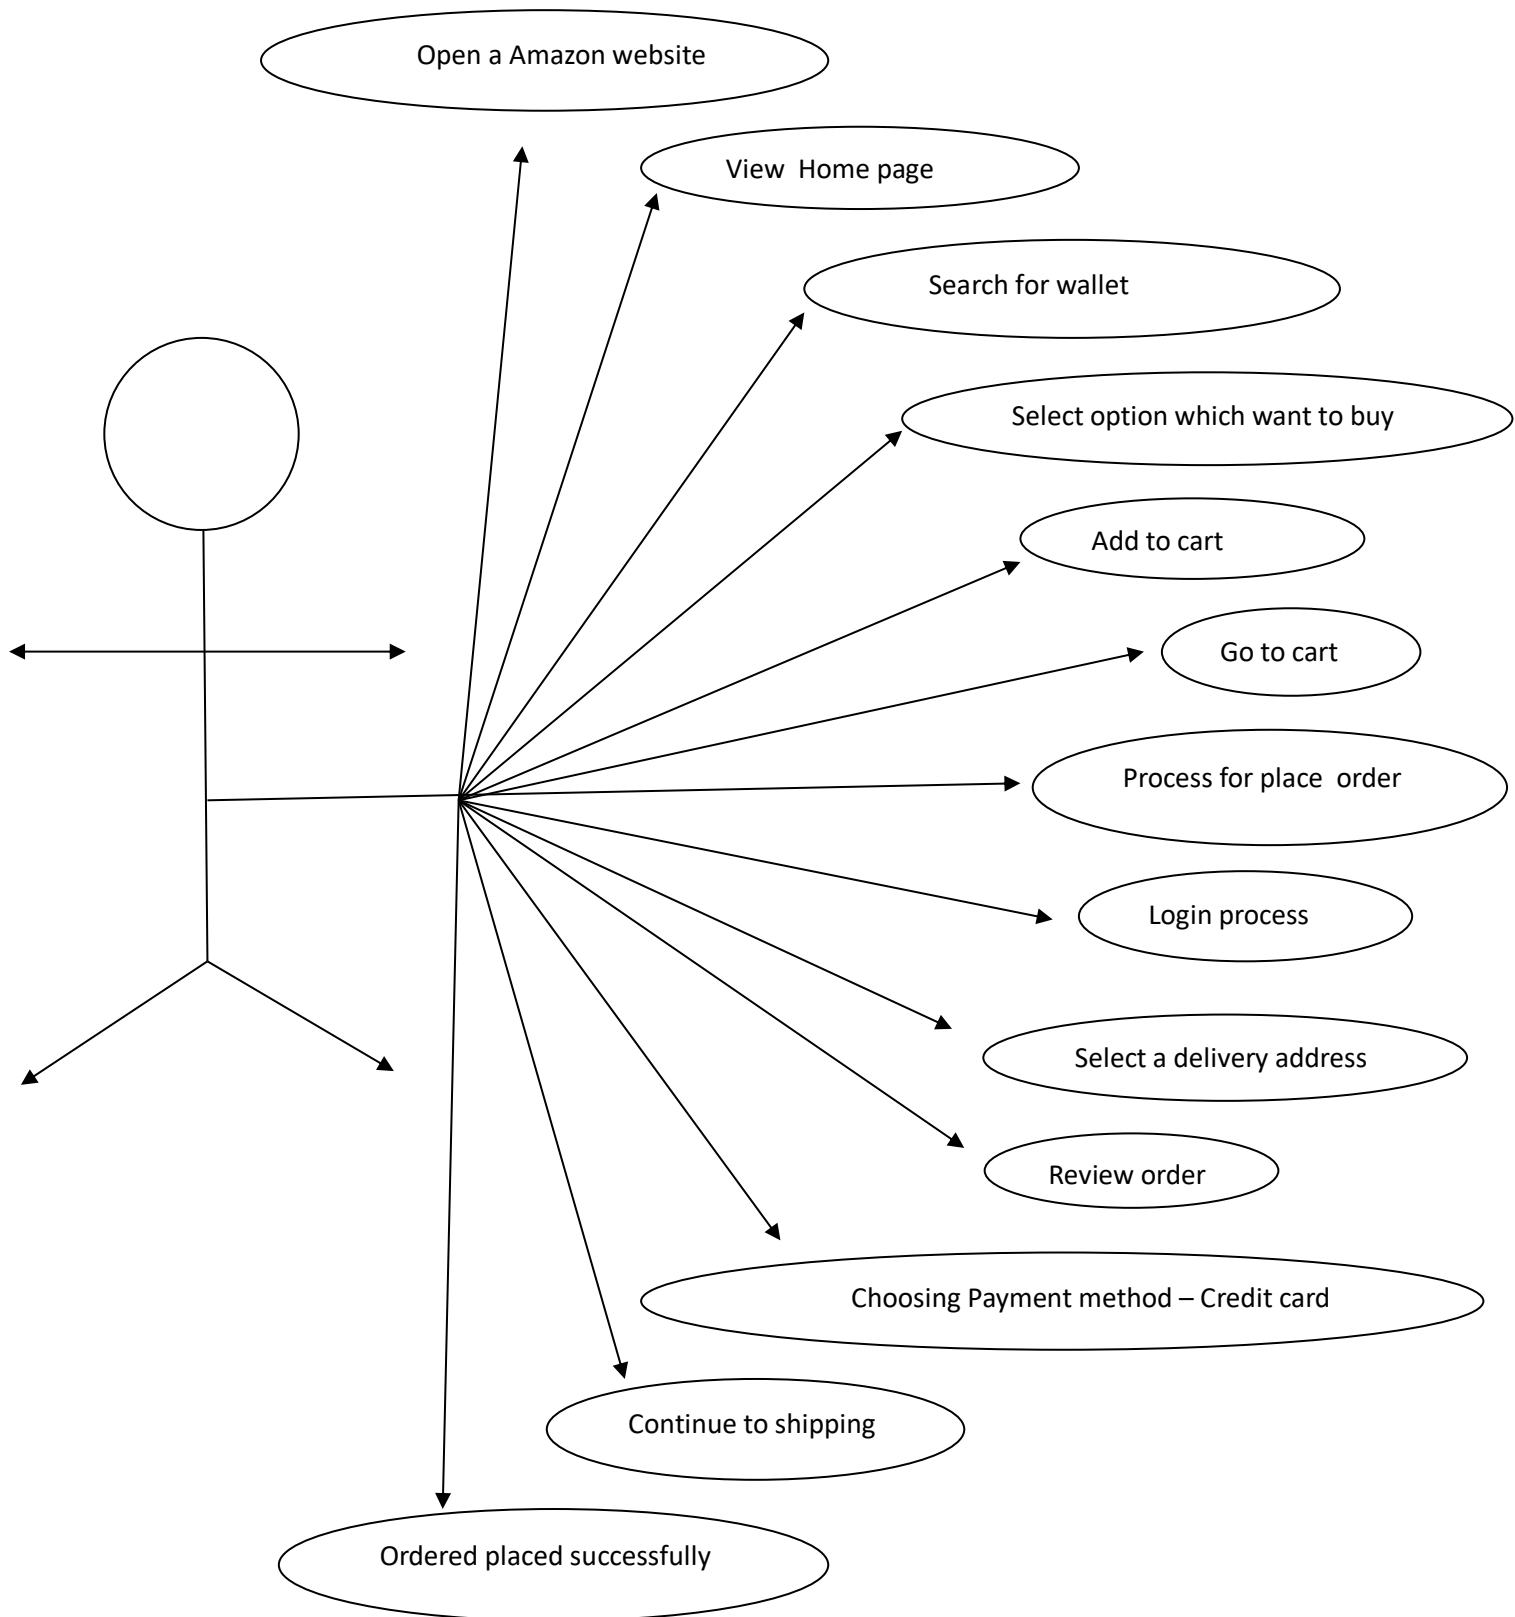 Open a Amazon website
View  Home page
Search for wallet
Select option which want to buy
Add to cart
Go to cart
Process for place  order
Login process
Select a delivery address
Review order
Choosing Payment method – Credit card
Continue to shipping
Ordered placed successfully